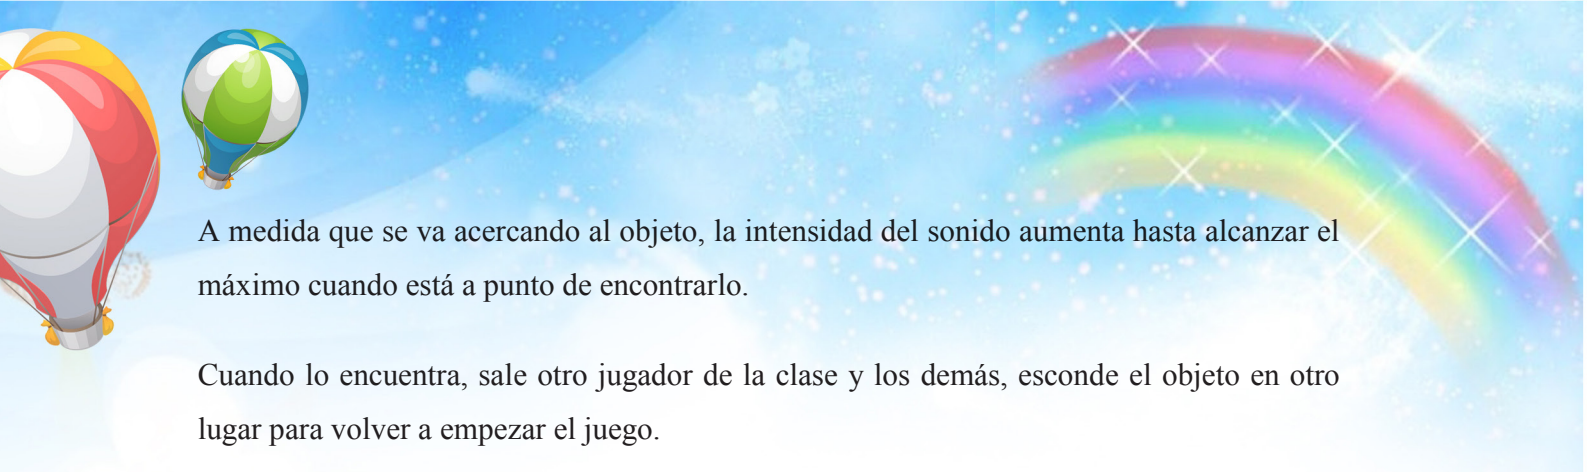 A medida que se va acercando al objeto, la intensidad del sonido aumenta hasta alcanzar el
máximo cuando está a punto de encontrarlo.
Cuando lo encuentra, sale otro jugador de la clase y los demás, esconde el objeto en otro
lugar para volver a empezar el juego.